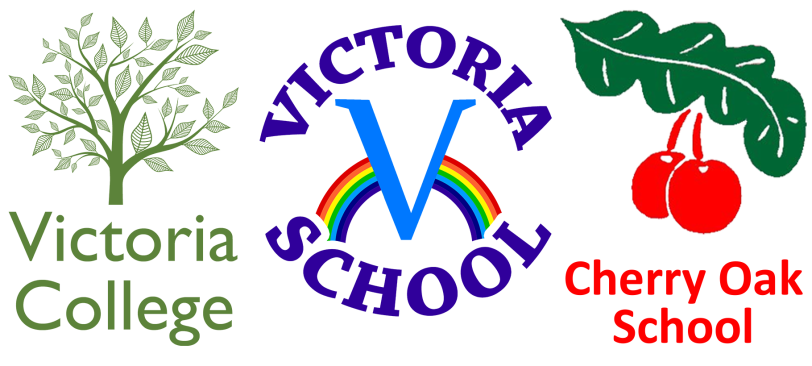 Victoria
College
VICTORIA
V
SCHOOL
Cherry Oak
School